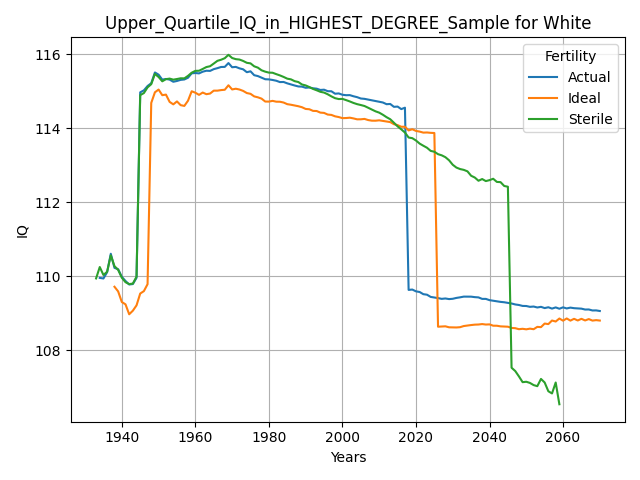 Upper_Quartile_IQ_in_HIGHEST_DEGREE_Sample for White
Fertility
Actual
Ideal
Sterile
116
114
112
110
108
IQ
1940 1960 1980 2000 2020 2040 2060
Years